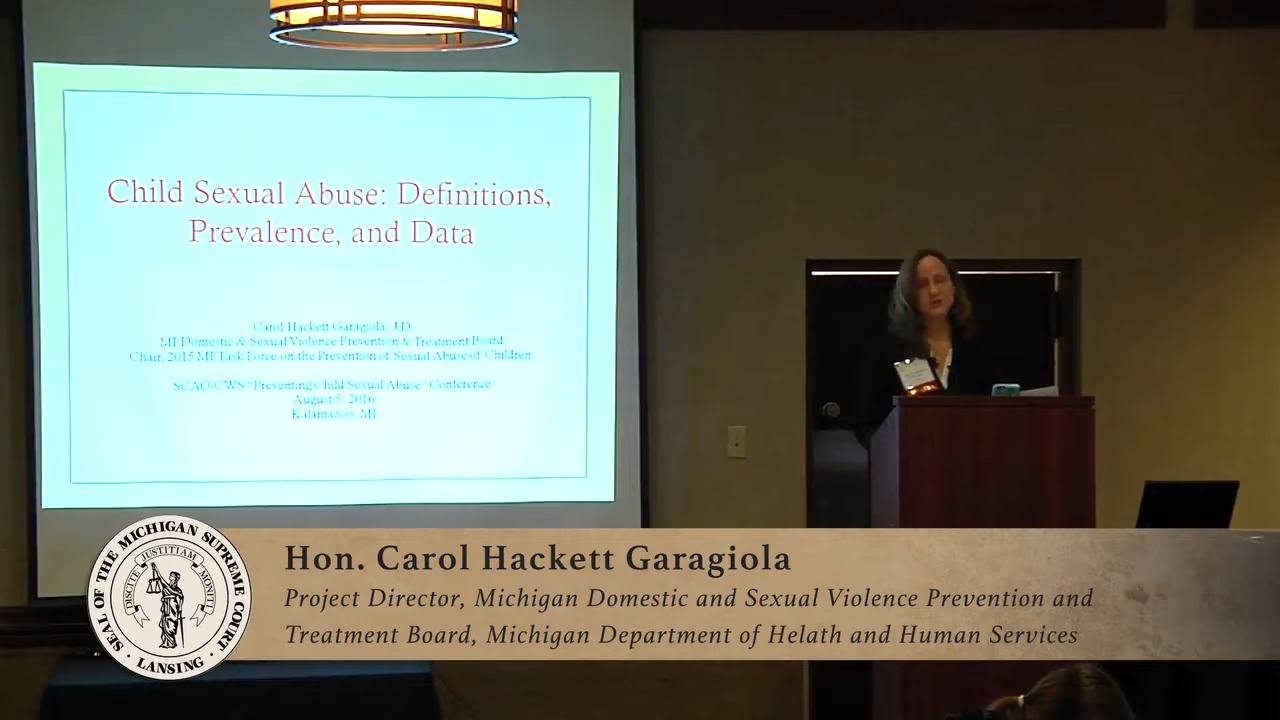 Child Sexual Abuse: Definitions,
Prevalence, and Data
Carol Hackett Garagiola, J.D
MI Domestic & Sexual Violence Prevention & Treatment Board
Chair, 2015 MI Task Force on the Prevention of Sexual Abuse of Children
SCAO-CWS "Preventing Child Sexual Abuse" Conference
August 5, 2016
Kalamazoo, MI
SEAL OF THE MICHIGAN SUPREME COURT
· LANSING ·
DISCITE JUSTITIAM MONITI
Hon. Carol Hackett Garagiola
Project Director, Michigan Domestic and Sexual Violence Prevention and
Treatment Board, Michigan Department of Helath and Human Services